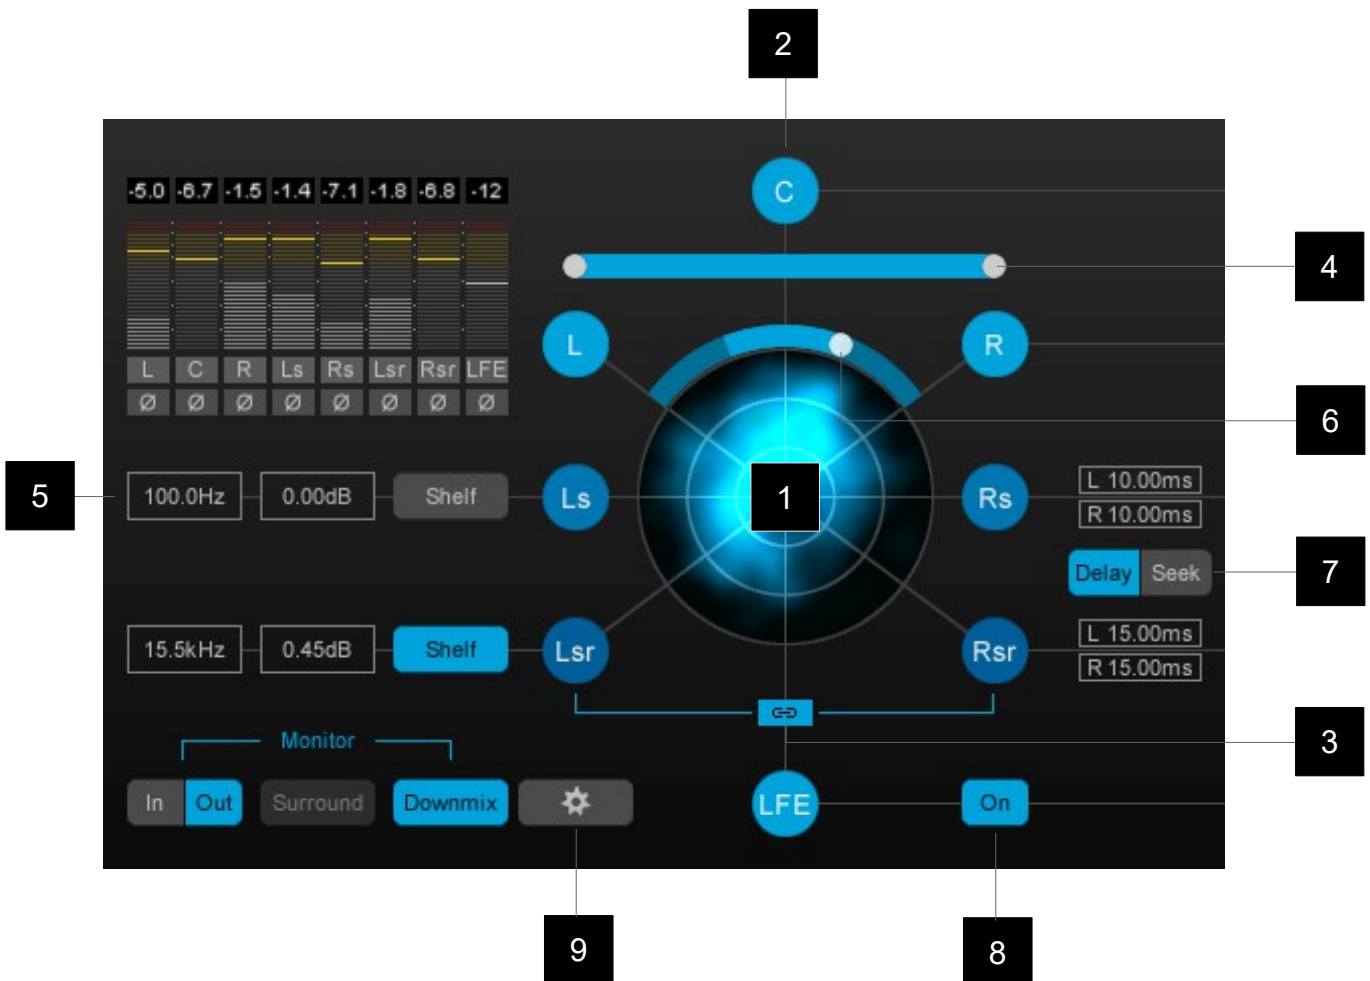 2
C
-5.0 -6.7 -1.5 -1.4 -7.1 -1.8 -6.8 -12
4
L R
L C R Ls Rs Lsr Rsr LFE
Ø Ø Ø Ø Ø Ø Ø Ø
6
5 100.0Hz 0.00dB Shelf Ls 1 Rs L 10.00ms
R 10.00ms
Delay Seek 7
15.5kHz 0.45dB Shelf Lsr Rsr L 15.00ms
R 15.00ms
Monitor 3
In Out Surround Downmix LFE On
9 8